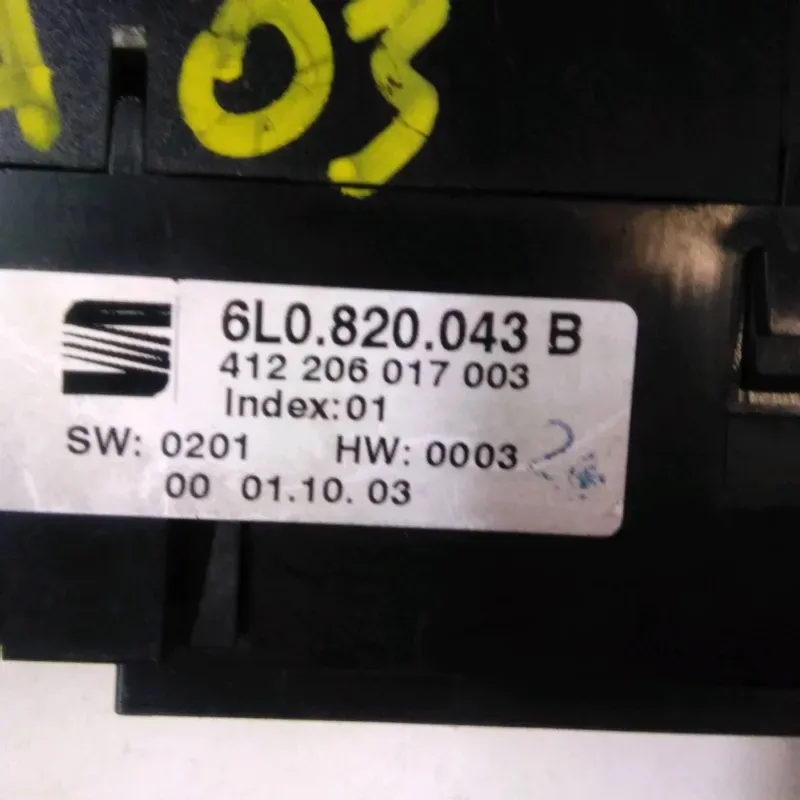 A 03
6L0.820.043 B
412 206 017 003
Index:01
SW: 0201 HW: 0003
00 01.10. 03